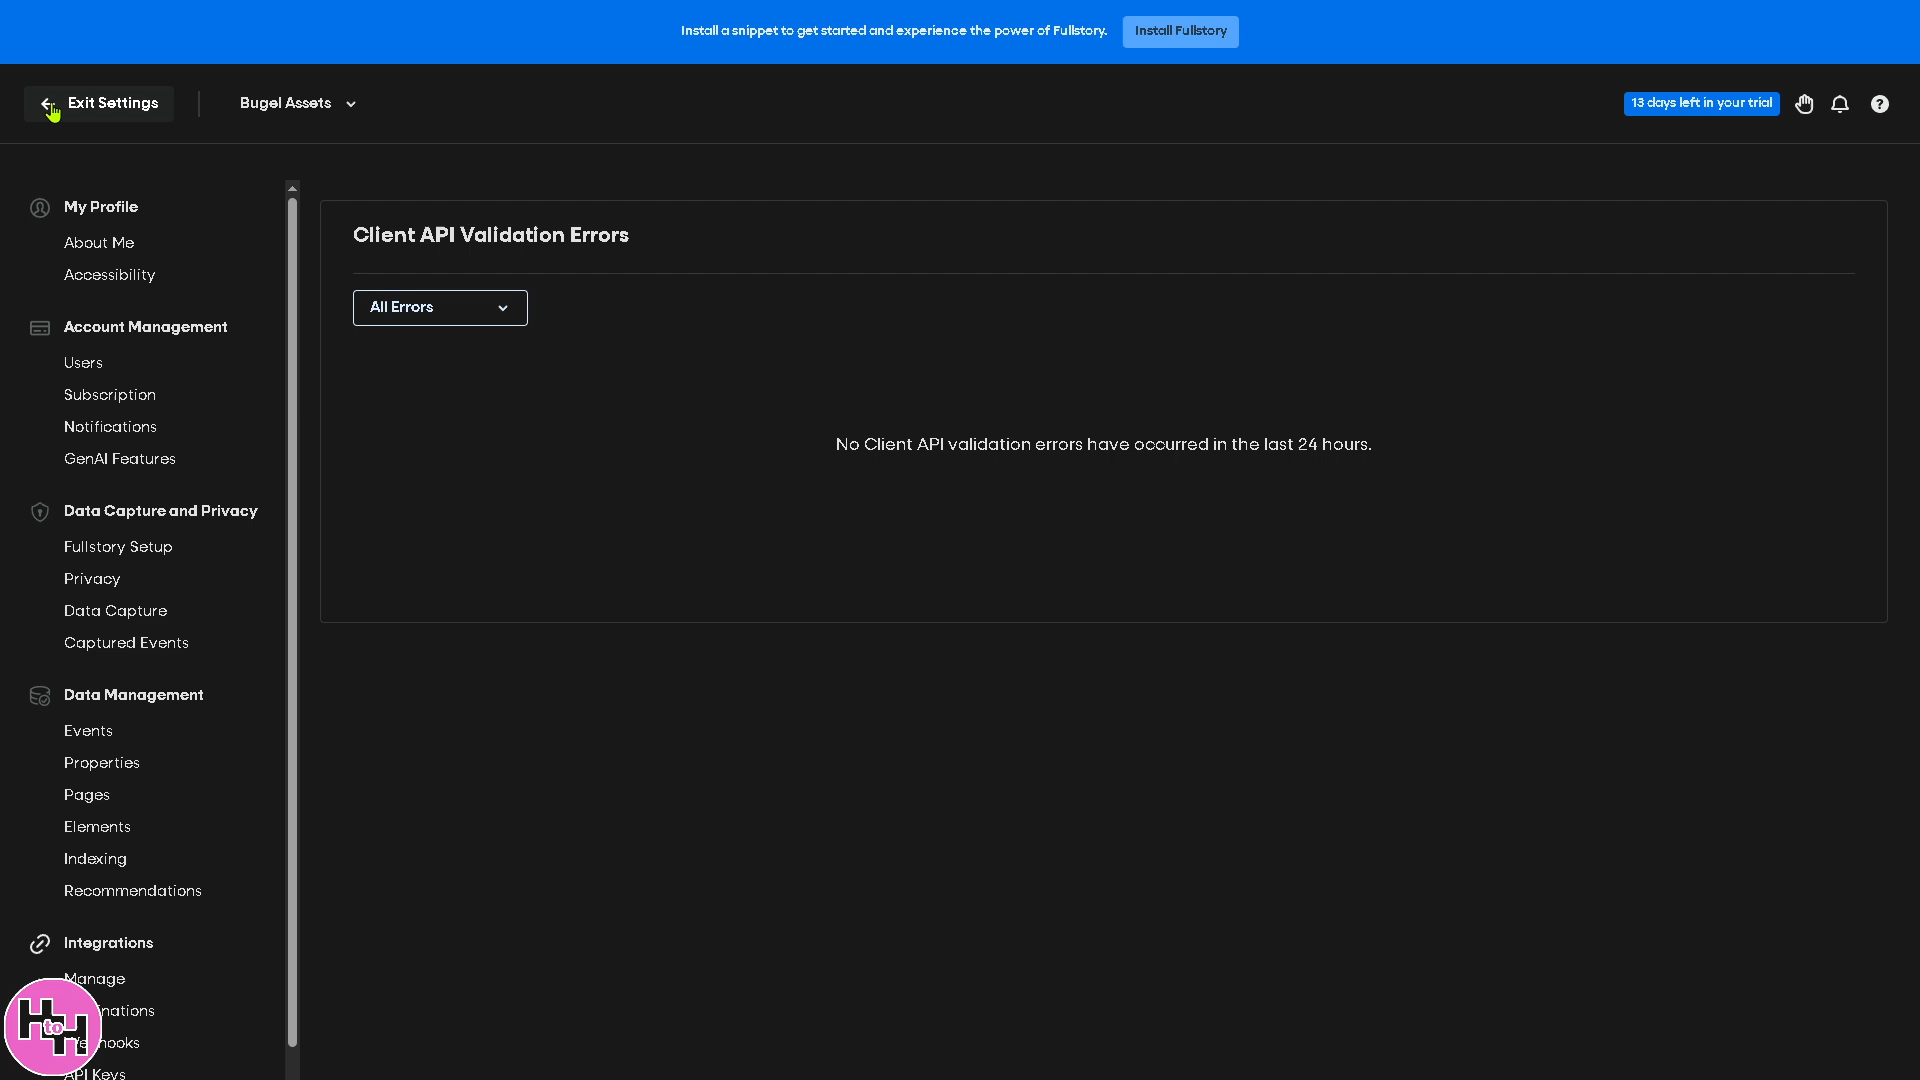 Install a snippet to get started and experience the power of Fullstory.
Install Fullstory
Exit Settings
Bugel Assets
13 days left in your trial
My Profile
About Me
Accessibility
Account Management
Users
Subscription
Notifications
GenAI Features
Data Capture and Privacy
Fullstory Setup
Privacy
Data Capture
Captured Events
Data Management
Events
Properties
Pages
Elements
Indexing
Recommendations
Integrations
Manage
API Keys
H to H
Client API Validation Errors
All Errors
No Client API validation errors have occurred in the last 24 hours.